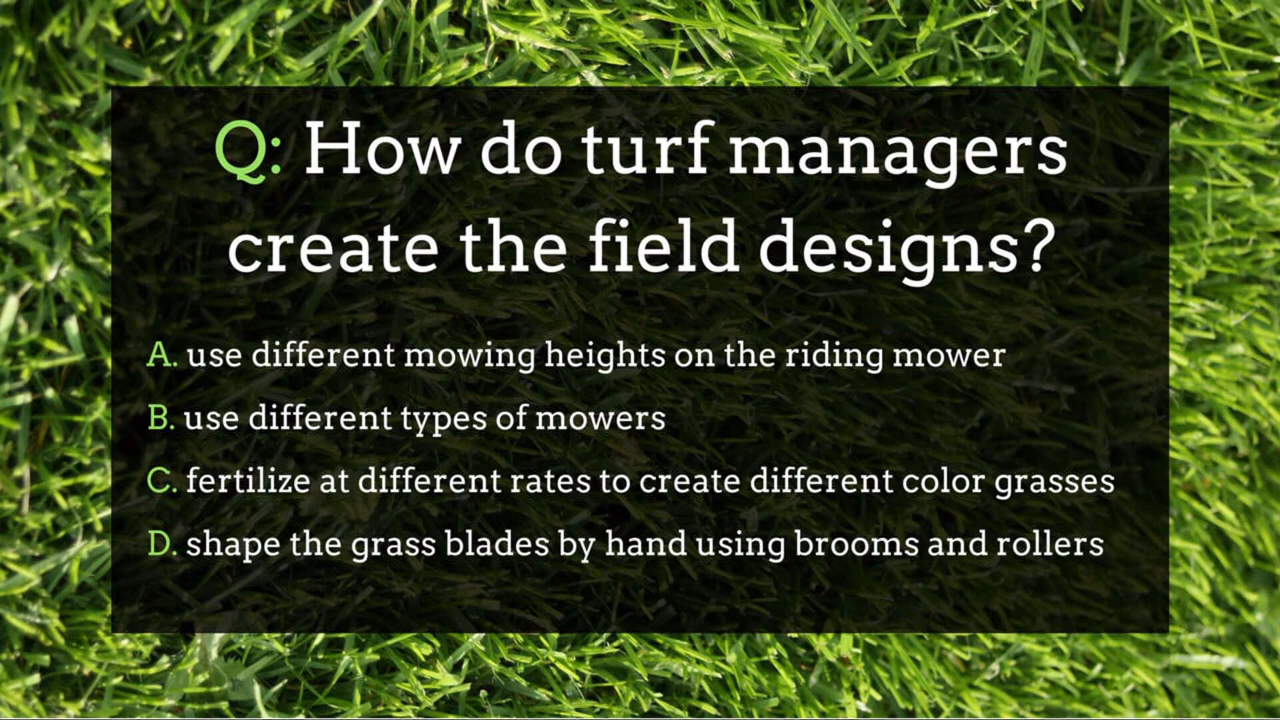 Q: How do turf managers
create the field designs?
A. use different mowing heights on the riding mower
B. use different types of mowers
C. fertilize at different rates to create different color grasses
D. shape the grass blades by hand using brooms and rollers